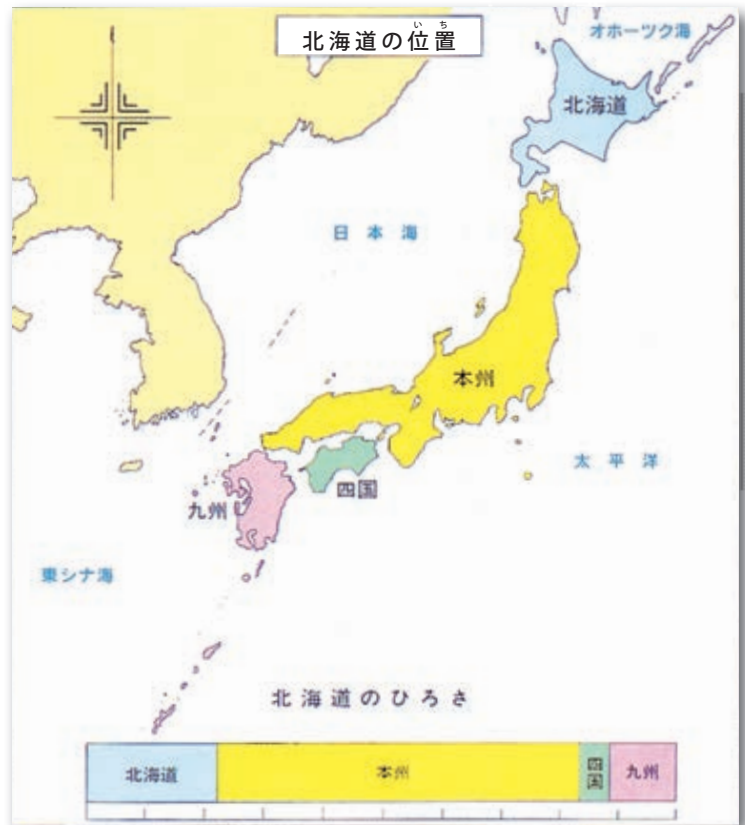 いち
北海道の位置
オホーツク海
北海道
日本海
本州
太平洋
四国
九州
東シナ海
北海道のひろさ
北海道
本州
四国
九州